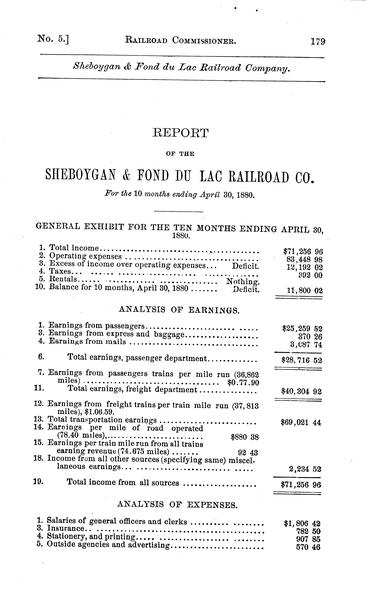 No. 5.] RAILROAD COMMISSIONER. 179
Sheboygan & Fond du Lac Railroad Company.
REPORT
OF THE
SHEBOYGAN & FOND DU LAC RAILROAD CO.
For the 10 months ending April 30, 1880.
GENERAL EXHIBIT FOR THE TEN MONTHS ENDING APRIL 30,
1880.
1. Total income.......... $71,256 96
2. Operating expenses .......... 83,448 98
3. Excess of income over operating expenses... Deficit. 12,192 02
4. Taxes... .......... 392 00
5. Rentals.......... Nothing.
10. Balance for 10 months, April 30, 1880 ....... Deficit. 11,800 02
ANALYSIS OF EARNINGS.
1. Earnings from passengers.......... $25,259 52
3. Earnings from express and baggage.......... 370 26
4. Earnings from mails .......... 3,087 74
6. Total earnings, passenger department.......... $28,716 52
7. Earnings from passengers trains per mile run (36,862
miles) .......... $0.77.90
11. Total earnings, freight department.......... $40,304 92
12. Earnings from freight trains per train mile run (37,813
miles), $1.06.59.
13. Total transportation earnings .......... $69,021 44
14. Earnings per mile of road operated
(78.40 miles),.......... $880 38
15. Earnings per train mile run from all trains
earning revenue (74.675 miles) ....... 92 43
18. Income from all other sources (specifying same) miscel-
laneous earnings... .......... 2,234 52
19. Total income from all sources .......... $71,256 96
ANALYSIS OF EXPENSES.
1. Salaries of general officers and clerks .......... $1,806 42
3. Insurance.. .......... 782 50
4. Stationery, and printing..... .......... 907 85
5. Outside agencies and advertising.......... 570 46